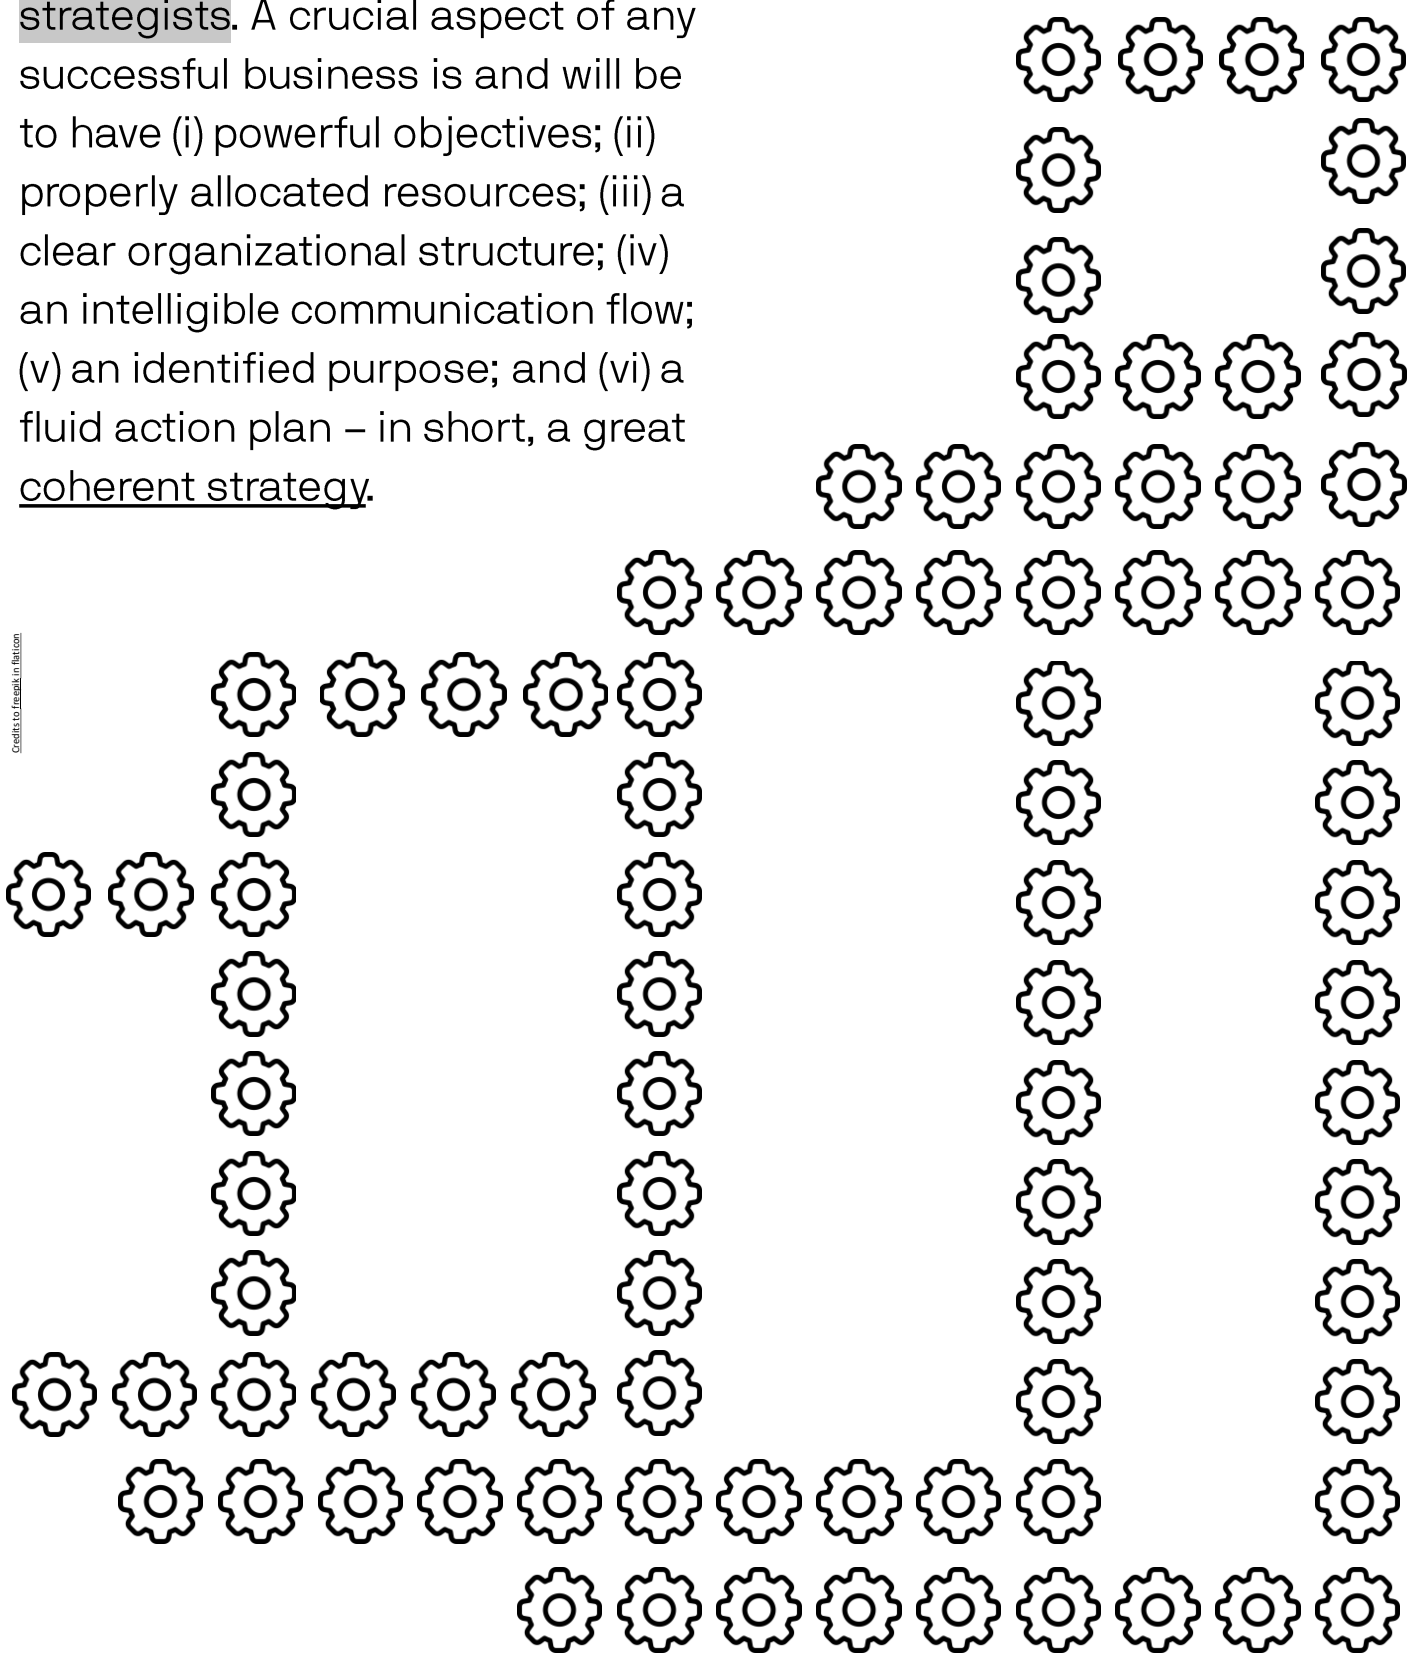 strategists. A crucial aspect of any
successful business is and will be
to have (i) powerful objectives; (ii)
properly allocated resources; (iii) a
clear organizational structure; (iv)
an intelligible communication flow;
(v) an identified purpose; and (vi) a
fluid action plan – in short, a great
coherent strategy.
Credits to freepik in flaticon